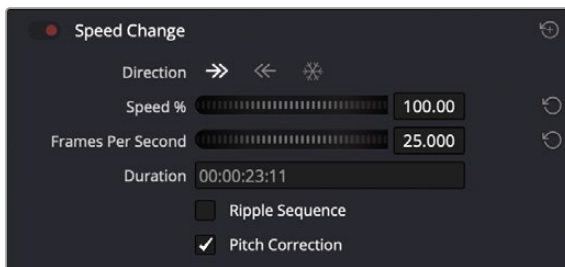 Speed Change
Direction
Speed % 100.00
Frames Per Second 25.000
Duration 00:00:23:11
Ripple Sequence
Pitch Correction